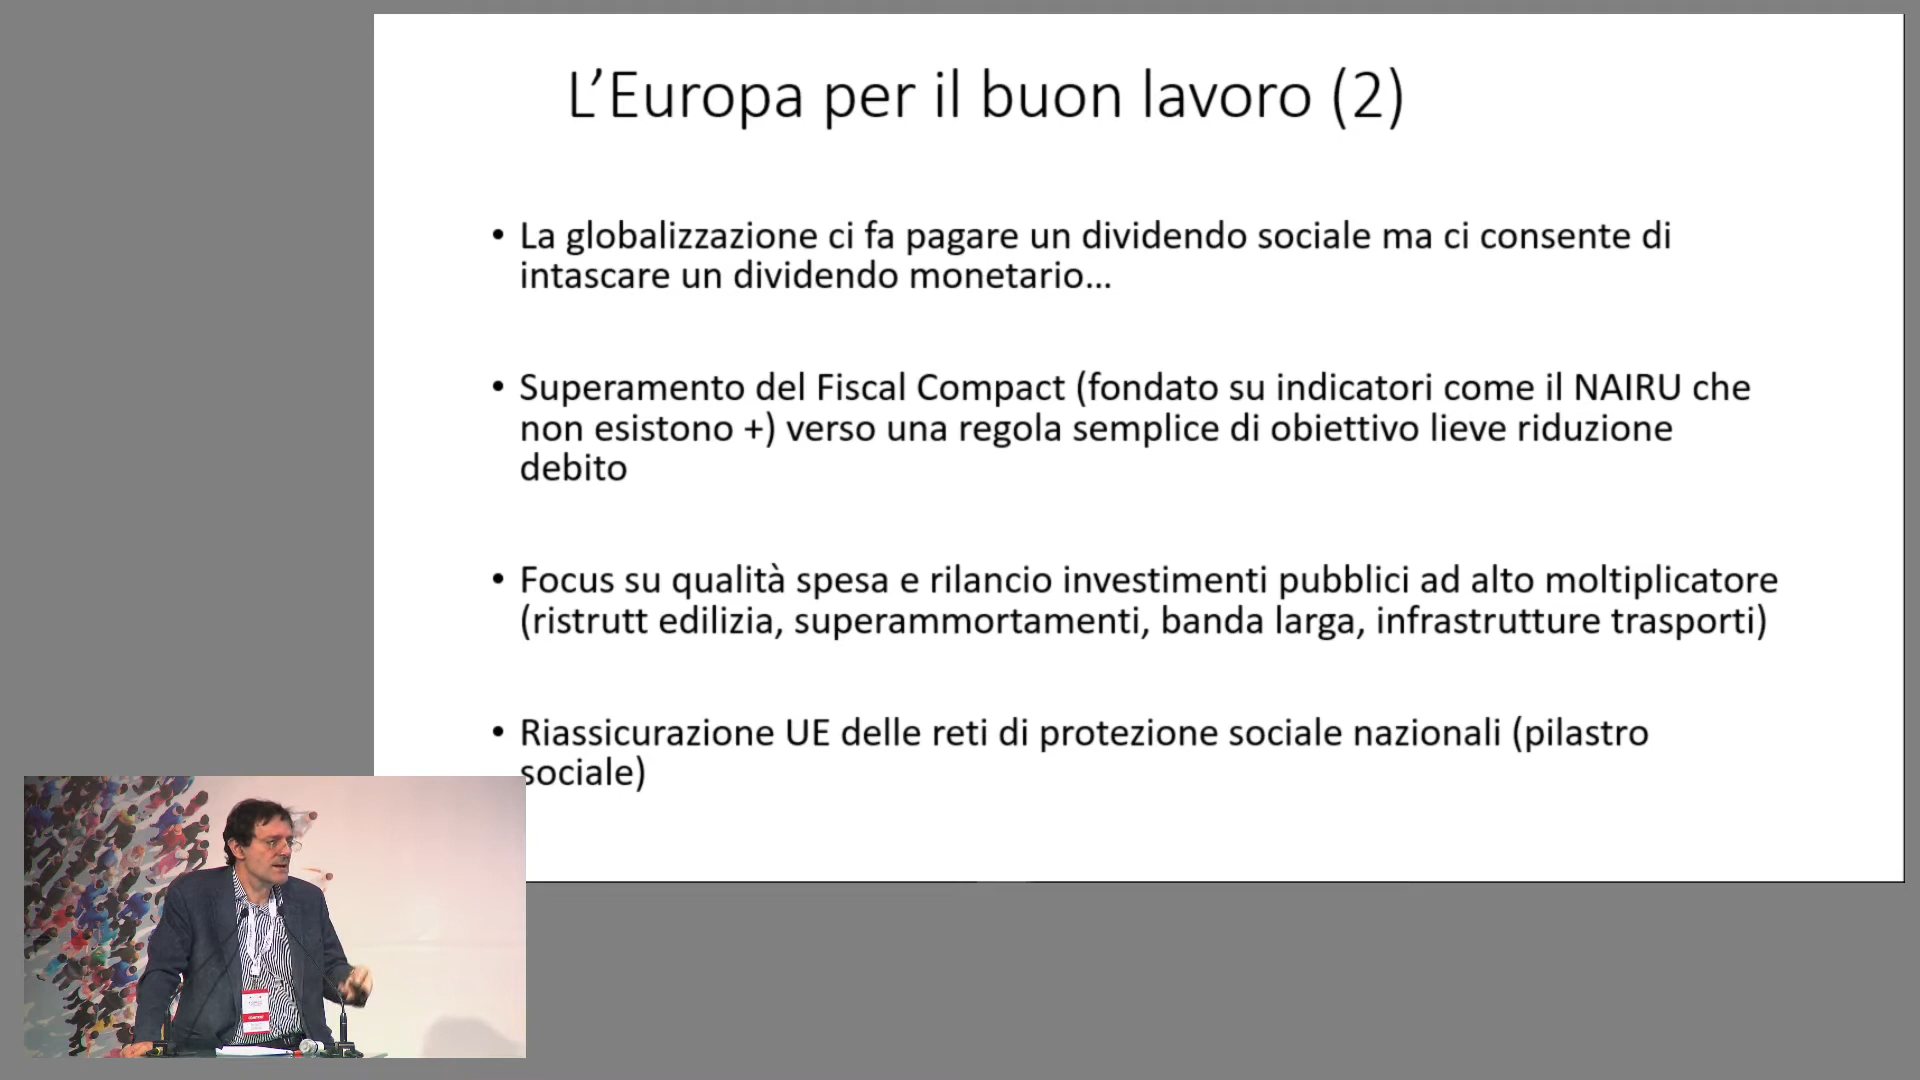 L’Europa per il buon lavoro (2)
• La globalizzazione ci fa pagare un dividendo sociale ma ci consente di
intascare un dividendo monetario...
• Superamento del Fiscal Compact (fondato su indicatori come il NAIRU che
non esistono +) verso una regola semplice di obiettivo lieve riduzione
debito
• Focus su qualità spesa e rilancio investimenti pubblici ad alto moltiplicatore
(ristrutt edilizia, superammortamenti, banda larga, infrastrutture trasporti)
• Riassicurazione UE delle reti di protezione sociale nazionali (pilastro
sociale)